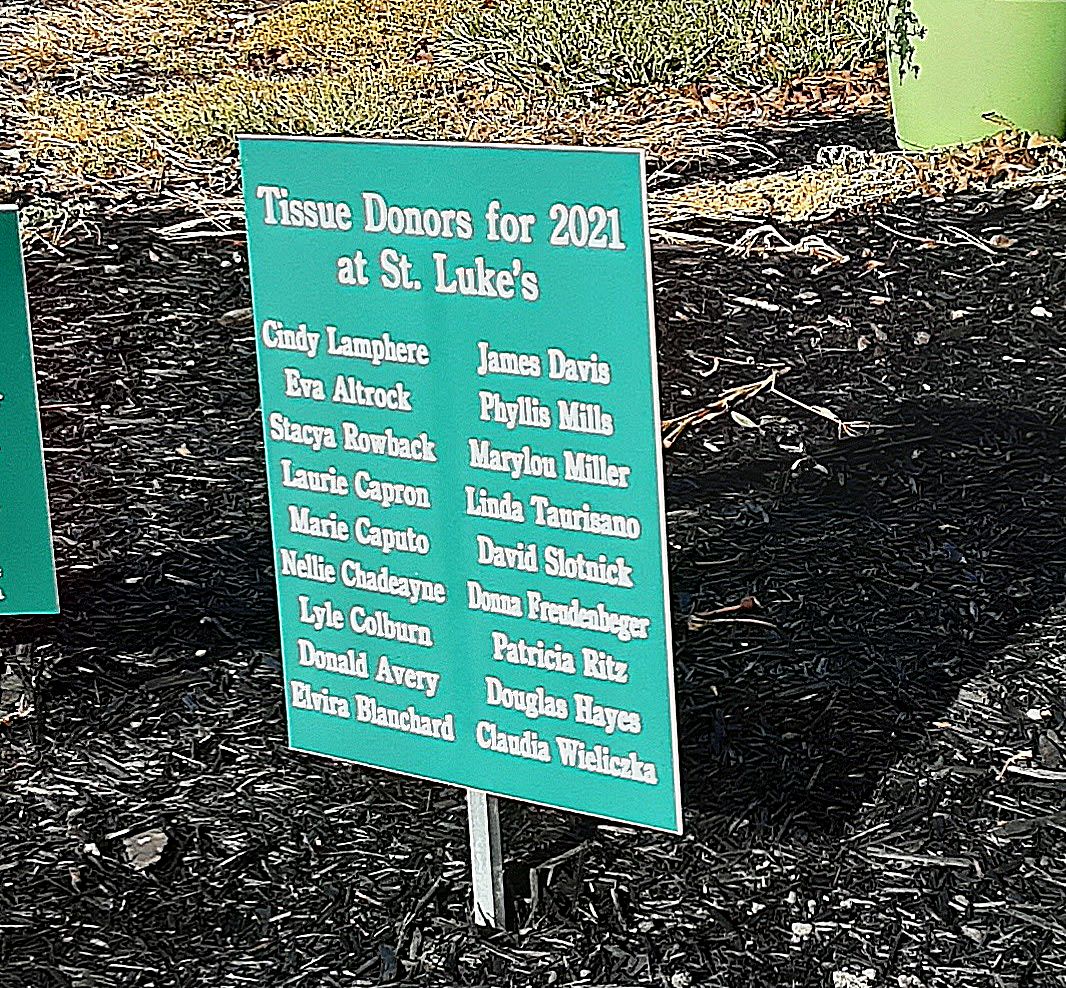 Tissue Donors for 2021
at St. Luke's
Cindy Lamphere
Eva Altrock
Stacya Rowback
Laurie Capron
Marie Caputo
Nellie Chadeayne
Lyle Colburn
Donald Avery
Elvira Blanchard
James Davis
Phyllis Mills
Marylou Miller
Linda Taurisano
David Slotnick
Donna Freudenbeger
Patricia Ritz
Douglas Hayes
Claudia Wieliczka